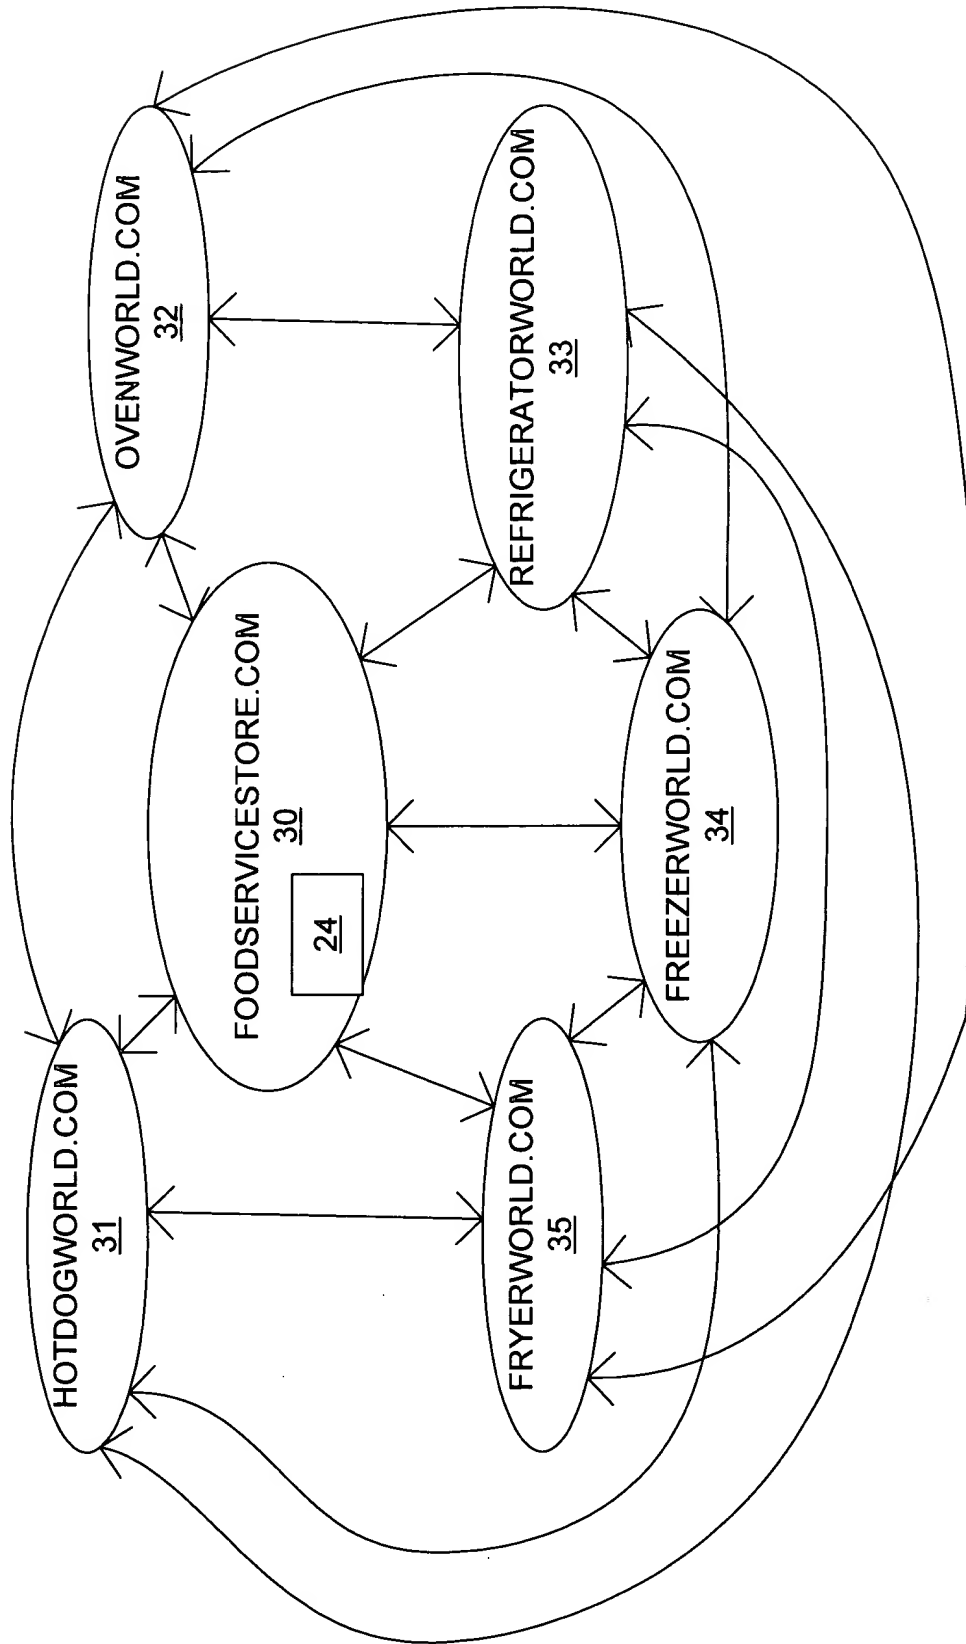 HOTDOGWORLD.COM
31
OVENWORLD.COM
32
FOODSERVICESTORE.COM
30
24
FRYERWORLD.COM
35
REFRIGERATORWORLD.COM
33
FREEZERWORLD.COM
34